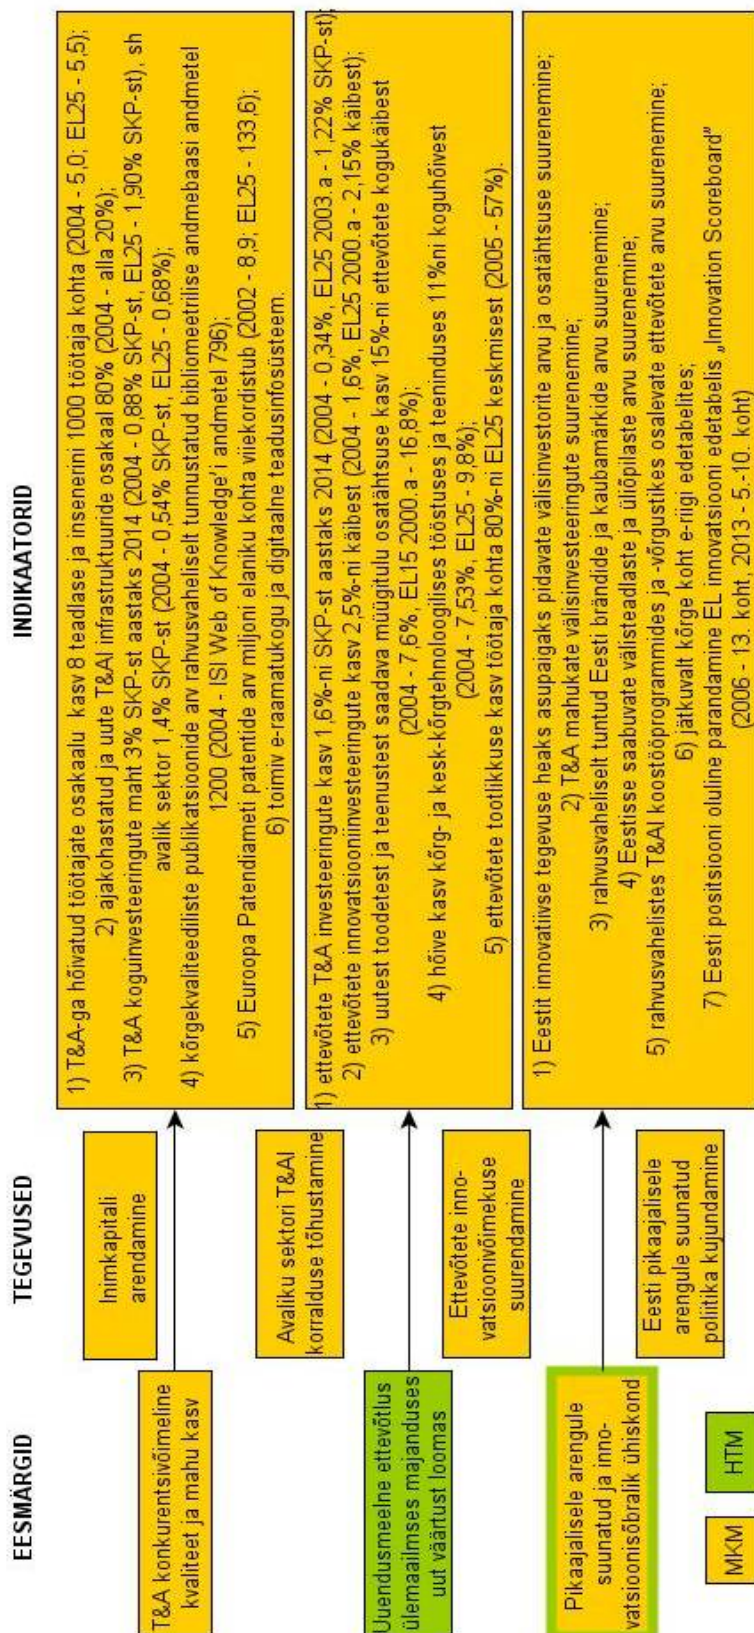 EESMÄRGID
TEGEVUSED
INDIKAATORID
T&A konkurentsivõimeline
kvaliteet ja mahu kasv
Inimkapitali
arendamine
1) T&A-ga hõivatud töötajate osakaalu kasv 8 teadlase ja insenerini 1000 töötaja kohta (2004 - 5,0; EL25 - 5,5);
2) ajakohastatud ja uute T&AI infrastruktuuride osakaal 80% (2004 - alla 20%);
3) T&A koguinvesteeringute maht 3% SKP-st aastaks 2014 (2004 - 0,88% SKP-st, EL25 - 1,90% SKP-st), sh
avalik sektor 1,4% SKP-st (2004 - 0,54% SKP-st, EL25 - 0,68%);
4) kõrgekvaliteediliste publikatsioonide arv rahvusvaheliselt tunnustatud bibliomeetrilise andmebaasi andmetel
1200 (2004 - ISI Web of Knowledge'i andmetel 796);
5) Euroopa Patendiameti patentide arv miljoni elaniku kohta viiekordistub (2002 - 8,9; EL25 - 133,6);
6) toimiv e-raamatukogu ja digitaalne teadusinfosüsteem.
Avaliku sektori T&AI
korralduse tõhustamine
Uuendusmeelne ettevõtlus
ülemaailmses majanduses
uut väärtust loomas
Ettevõtete inno-
vatsioonivõimekuse
suurendamine
1) ettevõtete T&A investeeringute kasv 1,6%-ni SKP-st aastaks 2014 (2004 - 0,34%, EL25 2003.a - 1,22% SKP-st);
2) ettevõtete innovatsiooniinvesteeringute kasv 2,5%-ni käibest (2004 - 1,6%, EL25 2000.a - 2,15% käibest);
3) uutest toodetest ja teenustest saadava müügitulu osatähtsuse kasv 15%-ni ettevõtete kogukäibest
(2004 - 7,6%, EL15 2000.a - 16,8%);
4) hõive kasv kõrg- ja kesk-kõrgtehnoloogilises tööstuses ja teeninduses 11%ni koguhõivest
(2004 - 7,53%, EL25 - 9,8%);
5) ettevõtete tootlikkuse kasv töötaja kohta 80%-ni EL25 keskmisest (2005 - 57%).
Pikaajalisele arengule
suunatud ja inno-
vatsioonisõbralik ühiskond
Eesti pikaajalisele
arengule suunatud
poliitika kujundamine
1) Eestit innovatiivse tegevuse heaks asupaigaks pidavate välisinvestorite arvu ja osatähtsuse suurenemine;
2) T&A mahukate välisinvesteeringute suurenemine;
3) rahvusvaheliselt tuntud Eesti brändide ja kaubamärkide arvu suurenemine;
4) Eestisse saabuvate välisteadlaste ja üliõpilaste arvu suurenemine;
5) rahvusvahelistes T&AI koostööprogrammides ja -võrgustikes osalevate ettevõtete arvu suurenemine;
6) jätkuvalt kõrge koht e-riigi edetabelites;
7) Eesti positsiooni oluline parandamine EL innovatsiooni edetabelis „Innovation Scoreboard”
(2006 - 13. koht, 2013 - 5.-10. koht)
MKM
HTM